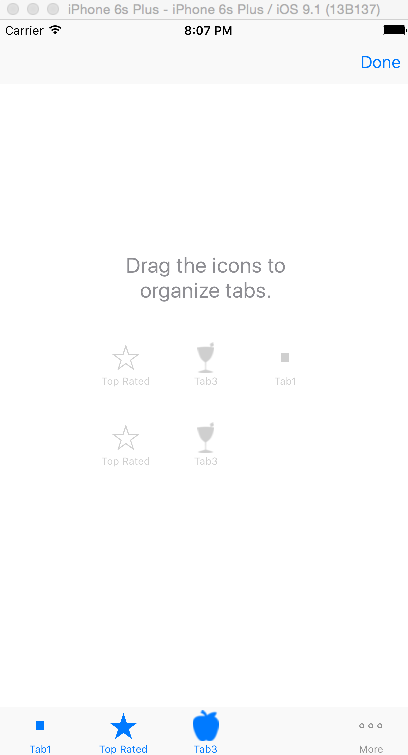 iPhone 6s Plus - iPhone 6s Plus / iOS 9.1 (13B137)
Carrier 8:07 PM
Done
Drag the icons to
organize tabs.
Top Rated Tab3 Tab1
Top Rated Tab3
Tab1 Top Rated Tab3 More